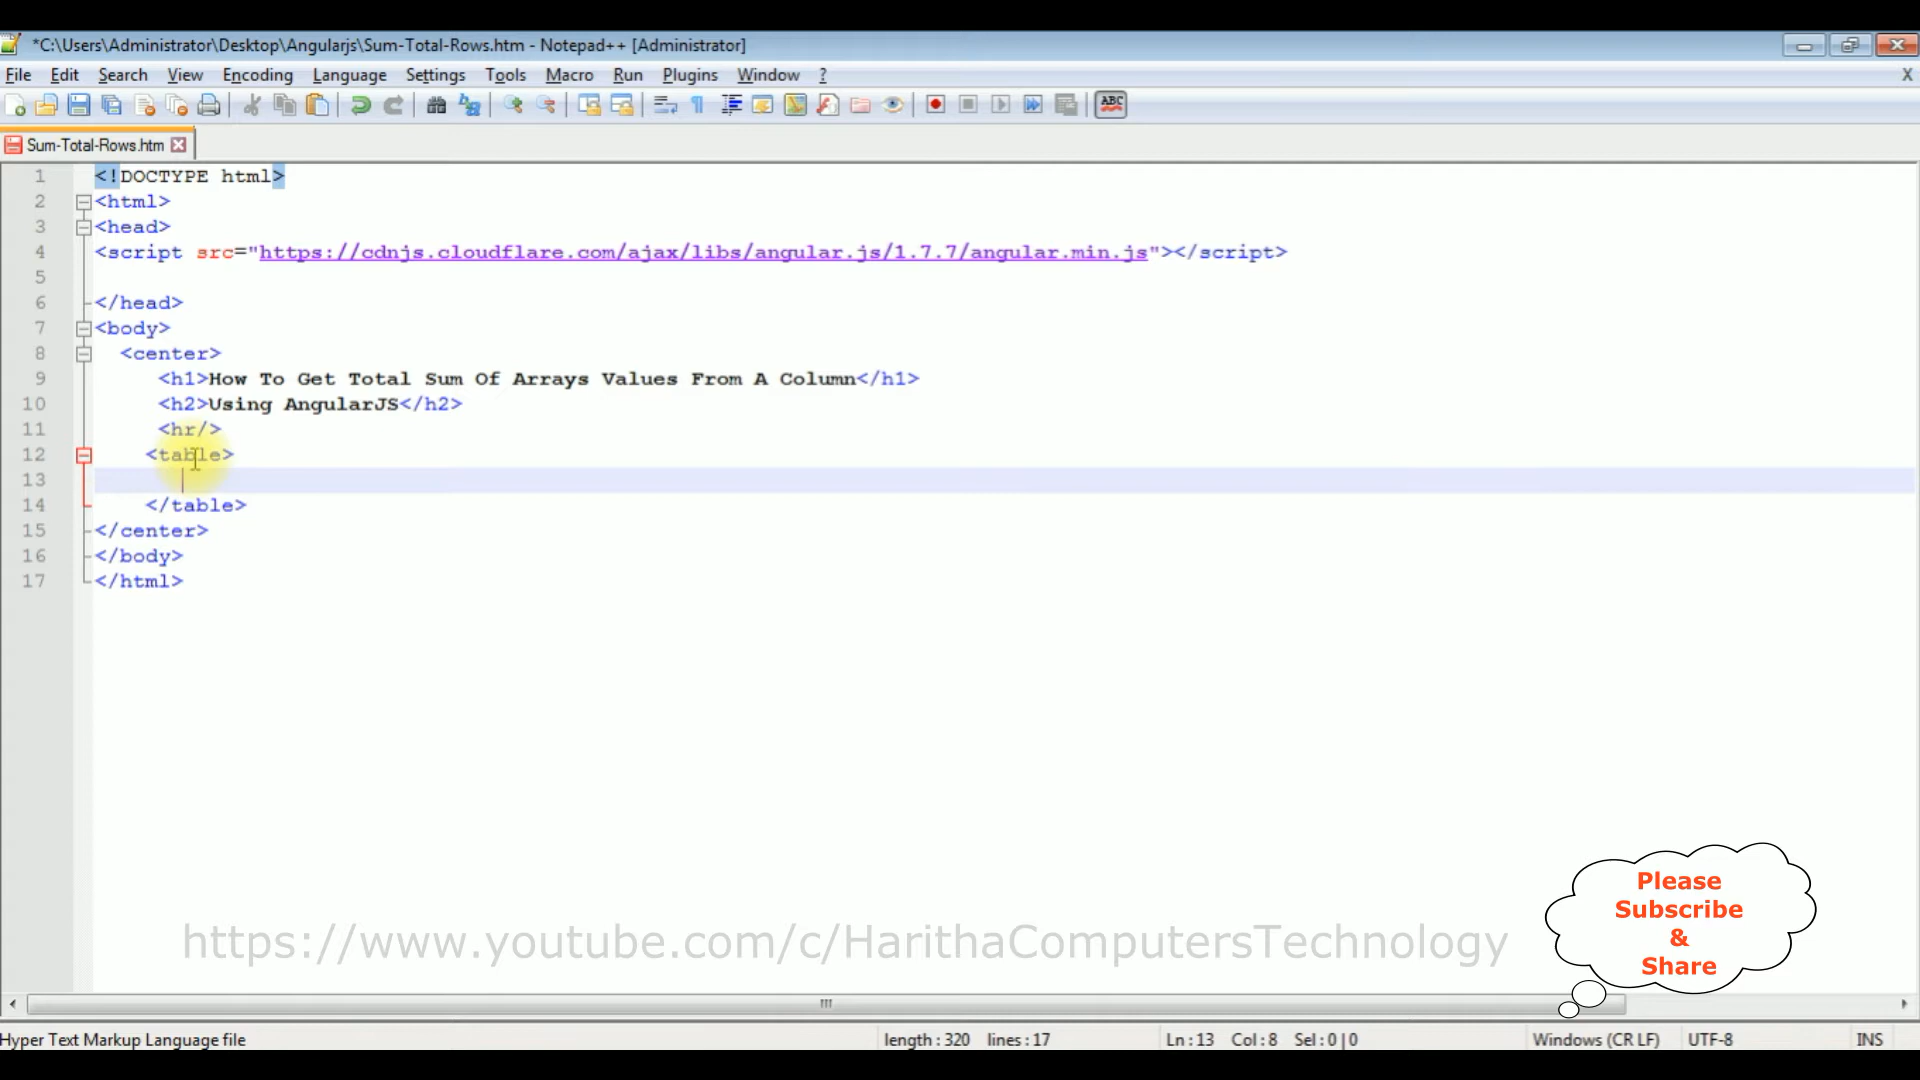 *C:\Users\Administrator\Desktop\Angularjs\Sum-Total-Rows.htm - Notepad++ [Administrator]
File Edit Search View Encoding Language Settings Tools Macro Run Plugins Window ? X
ABC
Sum-Total-Rows.htm
1 <!DOCTYPE html>
2 <html>
3 <head>
4 <script src="https://cdnjs.cloudflare.com/ajax/libs/angular.js/1.7.7/angular.min.js"></script>
5
6 </head>
7 <body>
8 <center>
9 <h1>How To Get Total Sum Of Arrays Values From A Column</h1>
10 <h2>Using AngularJS</h2>
11 <hr/>
12 <table>
13
14 </table>
15 </center>
16 </body>
17 </html>
Please
Subscribe
&
Share
https://www.youtube.com/c/HarithaComputersTechnology
Hyper Text Markup Language file length : 320 lines : 17 Ln : 13 Col : 8 Sel : 0 | 0 Windows (CR LF) UTF-8 INS